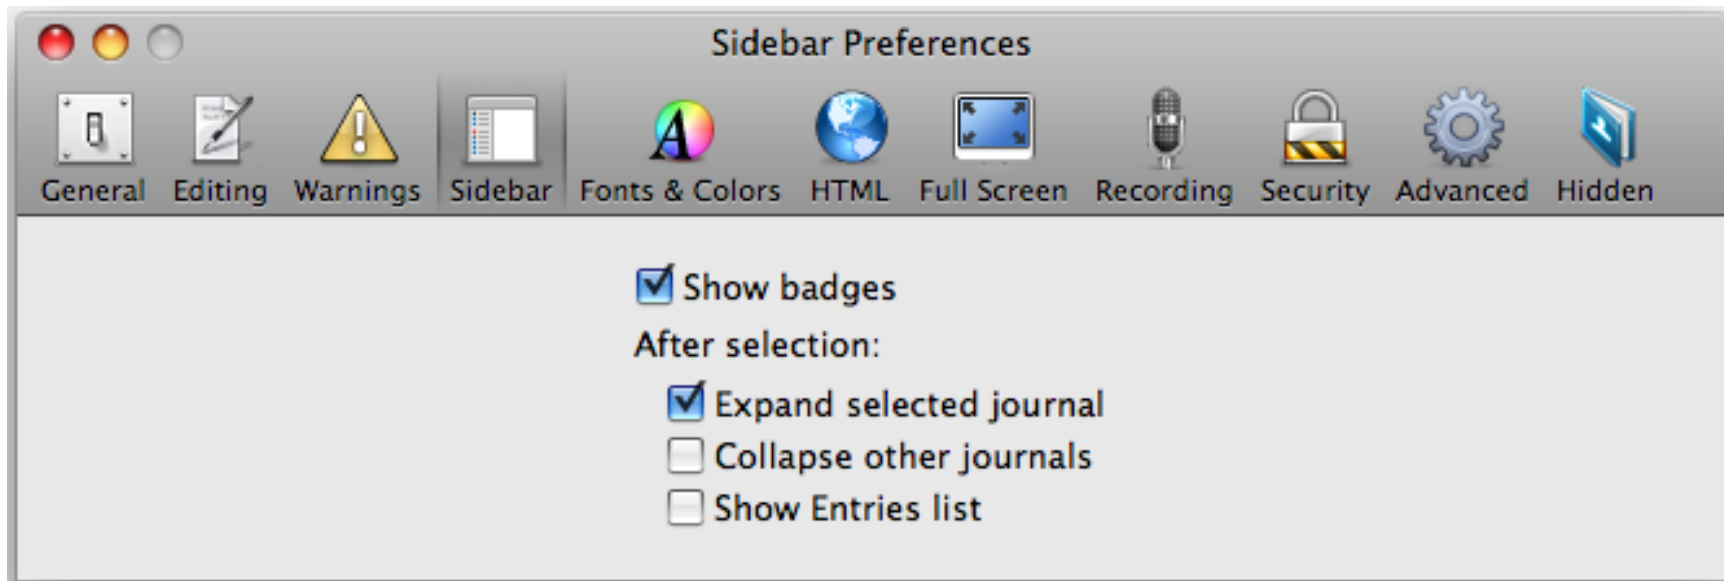 Sidebar Preferences
General Editing Warnings Sidebar Fonts & Colors HTML Full Screen Recording Security Advanced Hidden
Show badges
After selection:
Expand selected journal
Collapse other journals
Show Entries list